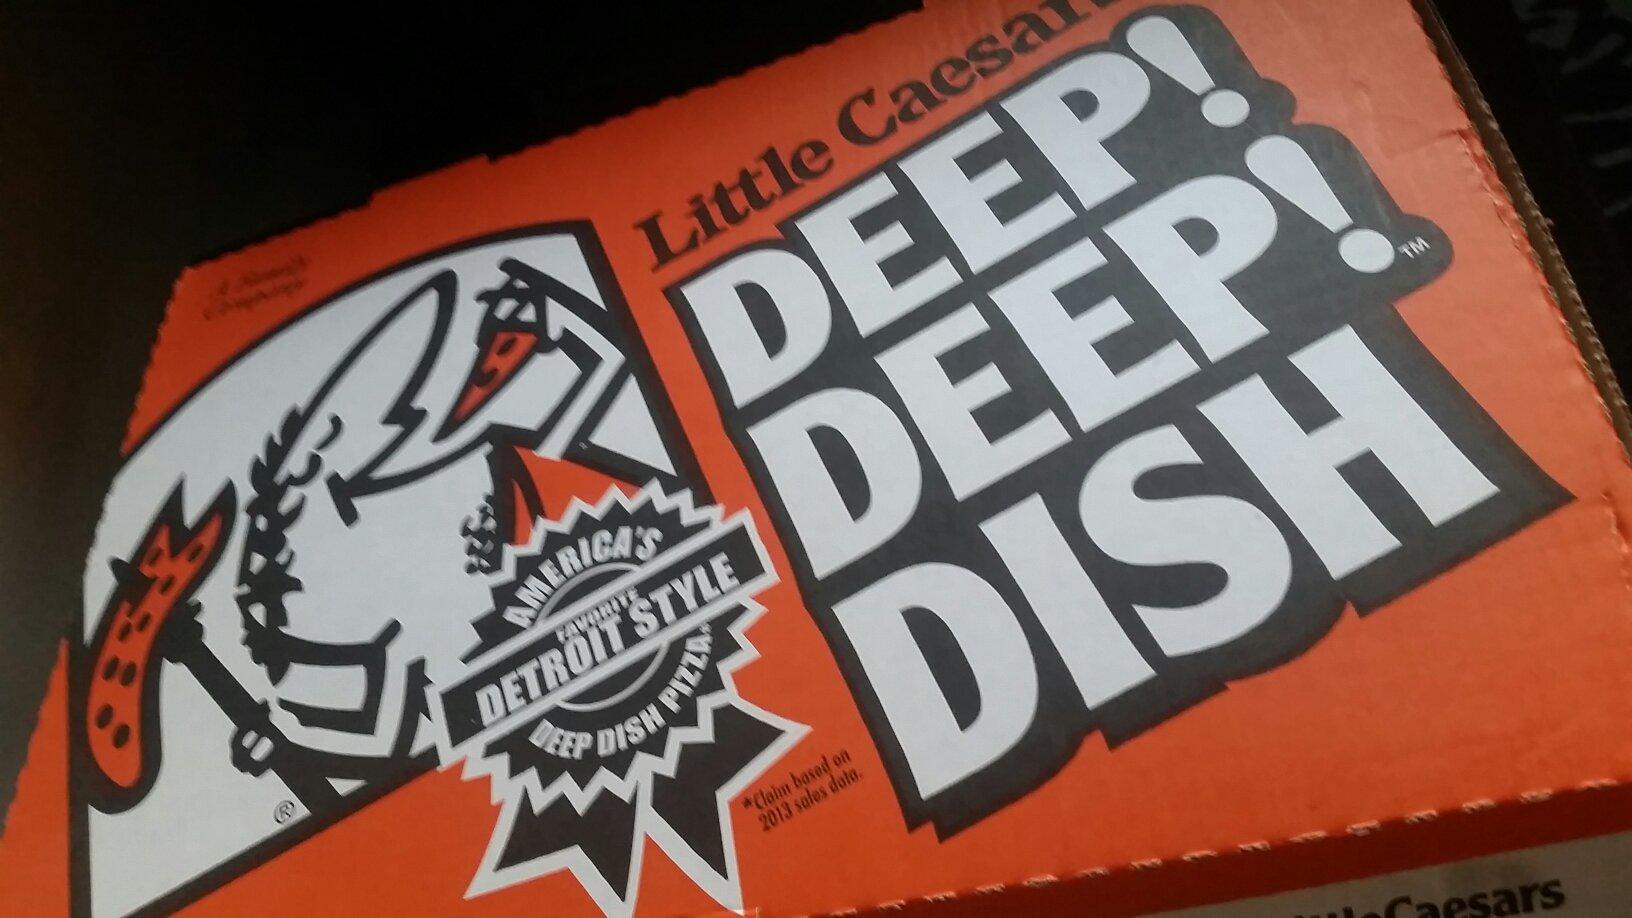 Little Caesars
DEEP!
DEEP!™
DISH
AMERICA'S
FAVORITE
DETROIT STYLE
DEEP DISH PIZZA*
*Claim based on
2013 sales data.
®
Caesars